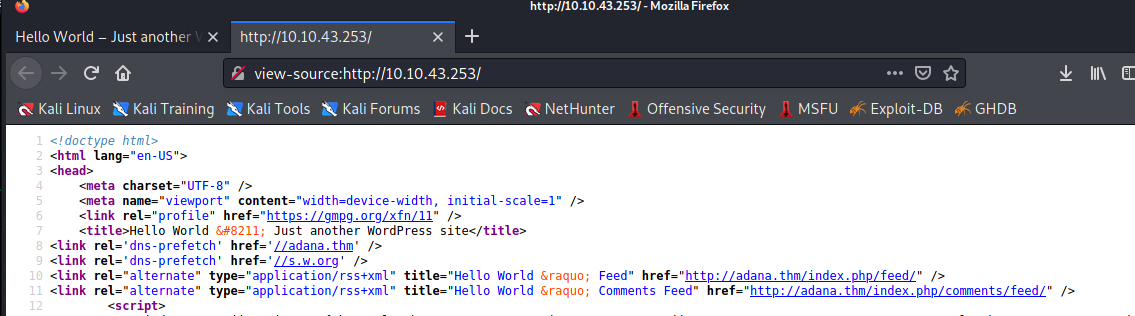 http://10.10.43.253/ - Mozilla Firefox
Hello World – Just another W
http://10.10.43.253/
view-source:http://10.10.43.253/
Kali Linux Kali Training Kali Tools Kali Forums Kali Docs NetHunter Offensive Security MSFU Exploit-DB GHDB
1 <!doctype html>
2 <html lang="en-US">
3 <head>
4 <meta charset="UTF-8" />
5 <meta name="viewport" content="width=device-width, initial-scale=1" />
6 <link rel="profile" href="https://gmpg.org/xfn/11" />
7 <title>Hello World &#8211; Just another WordPress site</title>
8 <link rel='dns-prefetch' href='//adana.thm' />
9 <link rel='dns-prefetch' href='//s.w.org' />
10 <link rel="alternate" type="application/rss+xml" title="Hello World &raquo; Feed" href="http://adana.thm/index.php/feed/" />
11 <link rel="alternate" type="application/rss+xml" title="Hello World &raquo; Comments Feed" href="http://adana.thm/index.php/comments/feed/" />
12 <script>